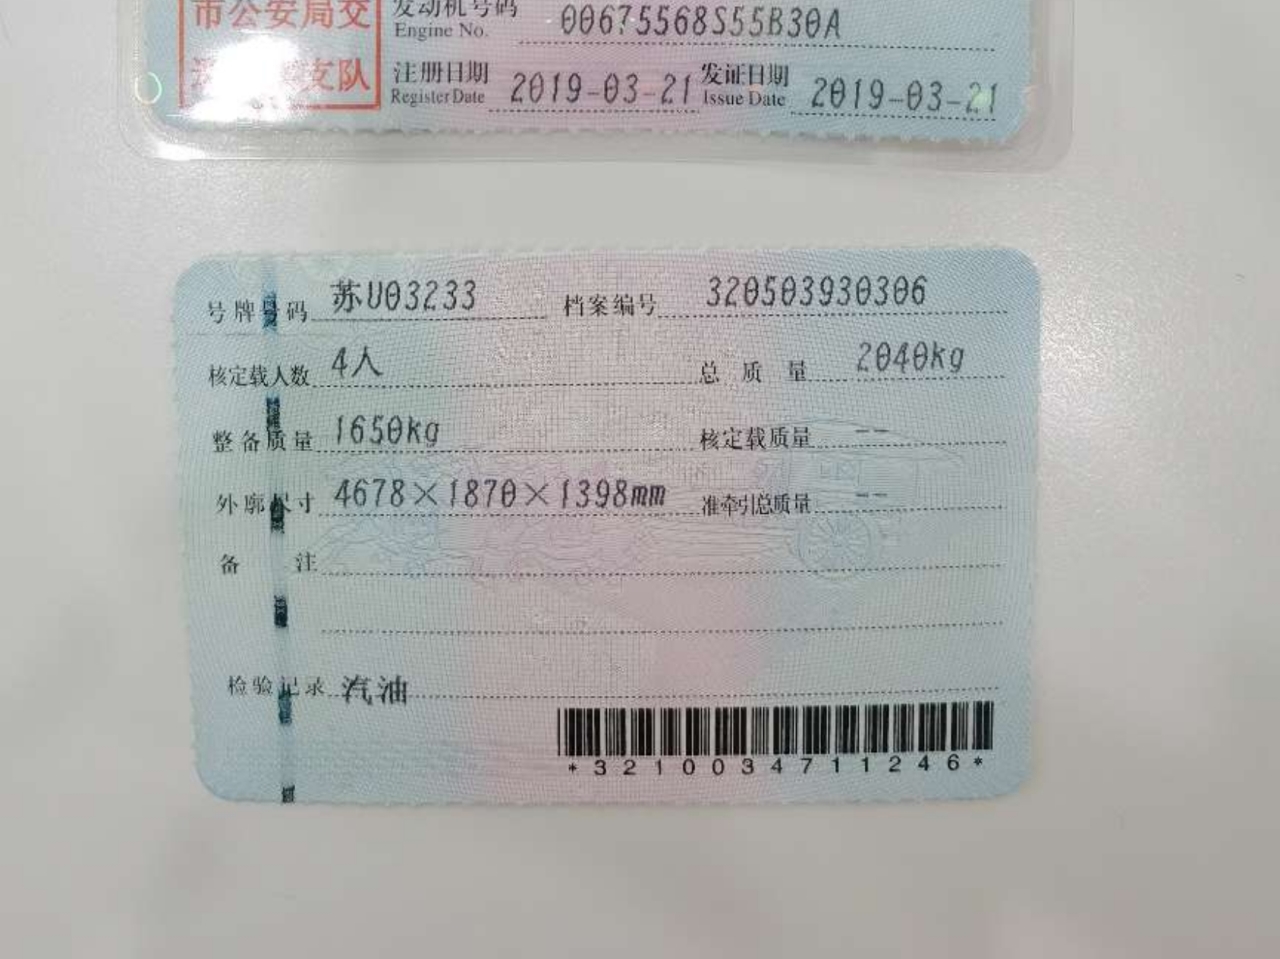 市公安局交
支队
发动机号码 00675568S55B30A
Engine No.
注册日期 2019-03-21 发证日期 2019-03-21
Register Date Issue Date
号牌号码 苏U03233 档案编号 320503930306
核定载人数 4人 总质量 2040kg
整备质量 1650kg 核定载质量 --
外廓尺寸 4678×1870×1398mm 准牵引总质量 --
备注
检验记录 汽油
*3210034711246*